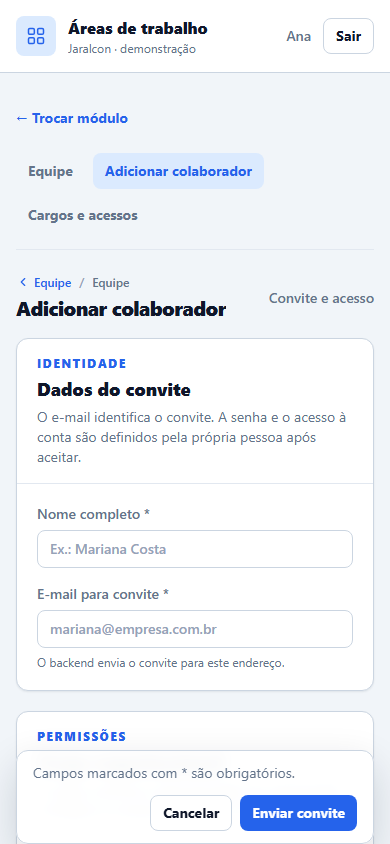 Áreas de trabalho
Jaralcon · demonstração
Ana
Sair
← Trocar módulo
Equipe
Adicionar colaborador
Cargos e acessos
Equipe / Equipe
Adicionar colaborador
Convite e acesso
IDENTIDADE
Dados do convite
O e-mail identifica o convite. A senha e o acesso à
conta são definidos pela própria pessoa após
aceitar.
Nome completo *
Ex.: Mariana Costa
E-mail para convite *
mariana@empresa.com.br
O backend envia o convite para este endereço.
PERMISSÕES
Campos marcados com * são obrigatórios.
Cancelar
Enviar convite